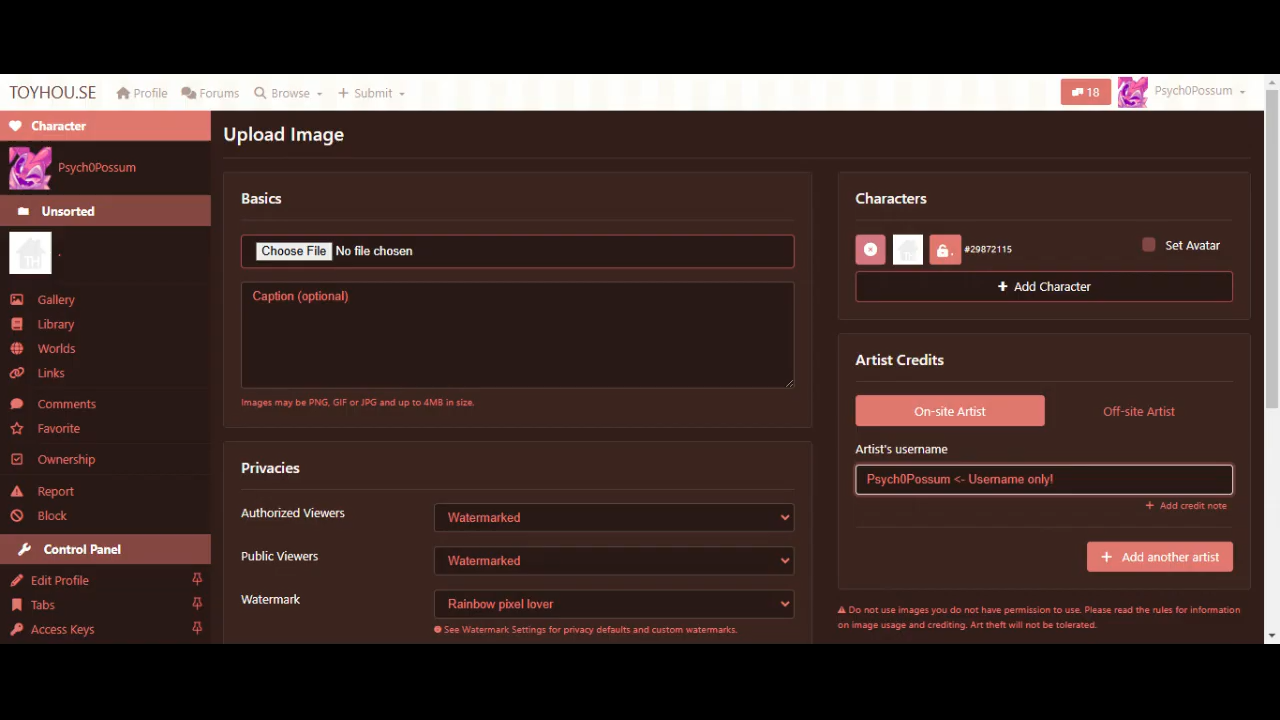 TOYHOU.SE Profile Forums Browse Submit 18 Psych0Possum
Character
Psych0Possum
Unsorted
TH .
Gallery
Library
Worlds
Links
Comments
Favorite
Ownership
Report
Block
Control Panel
Edit Profile
Tabs
Access Keys
Upload Image
Basics
Choose File No file chosen
Caption (optional)
Images may be PNG, GIF or JPG and up to 4MB in size.
Privacies
Authorized Viewers Watermarked
Public Viewers Watermarked
Watermark Rainbow pixel lover
See Watermark Settings for privacy defaults and custom watermarks.
Characters
. #29872115 Set Avatar
+ Add Character
Artist Credits
On-site Artist Off-site Artist
Artist's username
Psych0Possum <- Username only!
+ Add credit note
+ Add another artist
Do not use images you do not have permission to use. Please read the rules for information
on image usage and crediting. Art theft will not be tolerated.